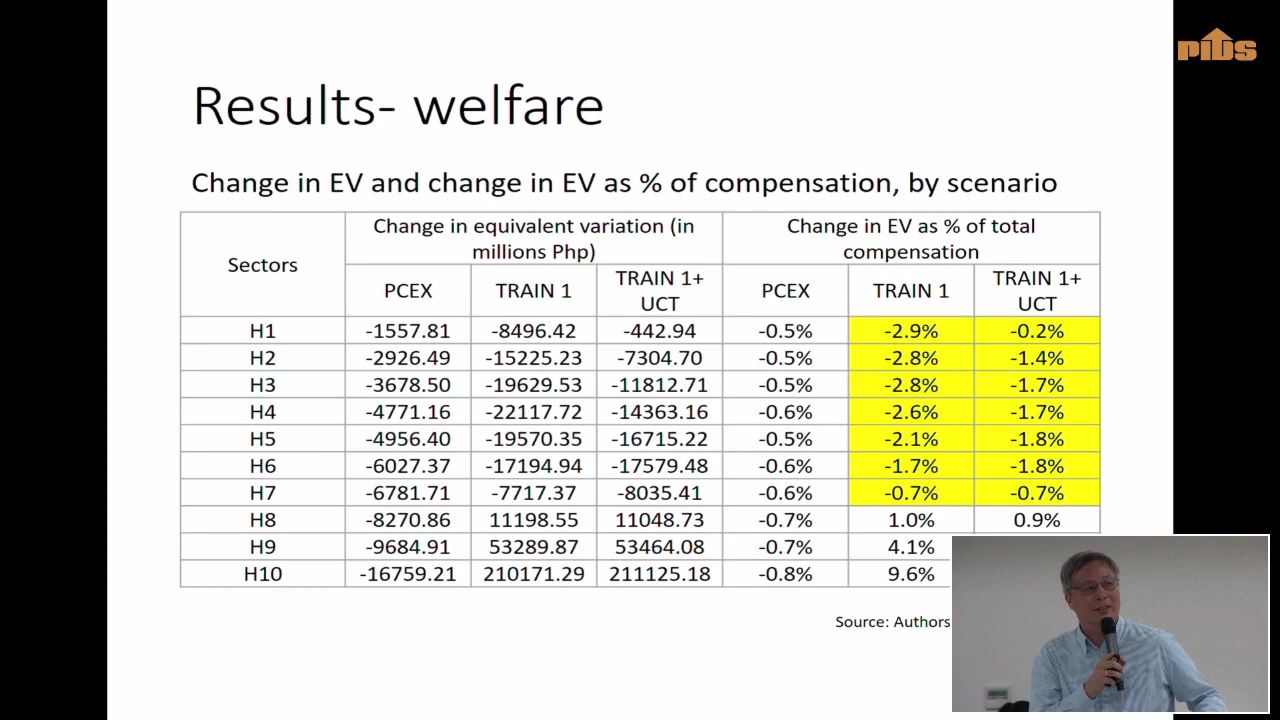 PIDS
Results- welfare
Change in EV and change in EV as % of compensation, by scenario
Sectors
Change in equivalent variation (in
millions Php)
Change in EV as % of total
compensation
PCEX TRAIN 1 TRAIN 1+
UCT
PCEX TRAIN 1 TRAIN 1+
UCT
H1 -1557.81 -8496.42 -442.94 -0.5% -2.9% -0.2%
H2 -2926.49 -15225.23 -7304.70 -0.5% -2.8% -1.4%
H3 -3678.50 -19629.53 -11812.71 -0.5% -2.8% -1.7%
H4 -4771.16 -22117.72 -14363.16 -0.6% -2.6% -1.7%
H5 -4956.40 -19570.35 -16715.22 -0.5% -2.1% -1.8%
H6 -6027.37 -17194.94 -17579.48 -0.6% -1.7% -1.8%
H7 -6781.71 -7717.37 -8035.41 -0.6% -0.7% -0.7%
H8 -8270.86 11198.55 11048.73 -0.7% 1.0% 0.9%
H9 -9684.91 53289.87 53464.08 -0.7% 4.1%
H10 -16759.21 210171.29 211125.18 -0.8% 9.6%
Source: Authors